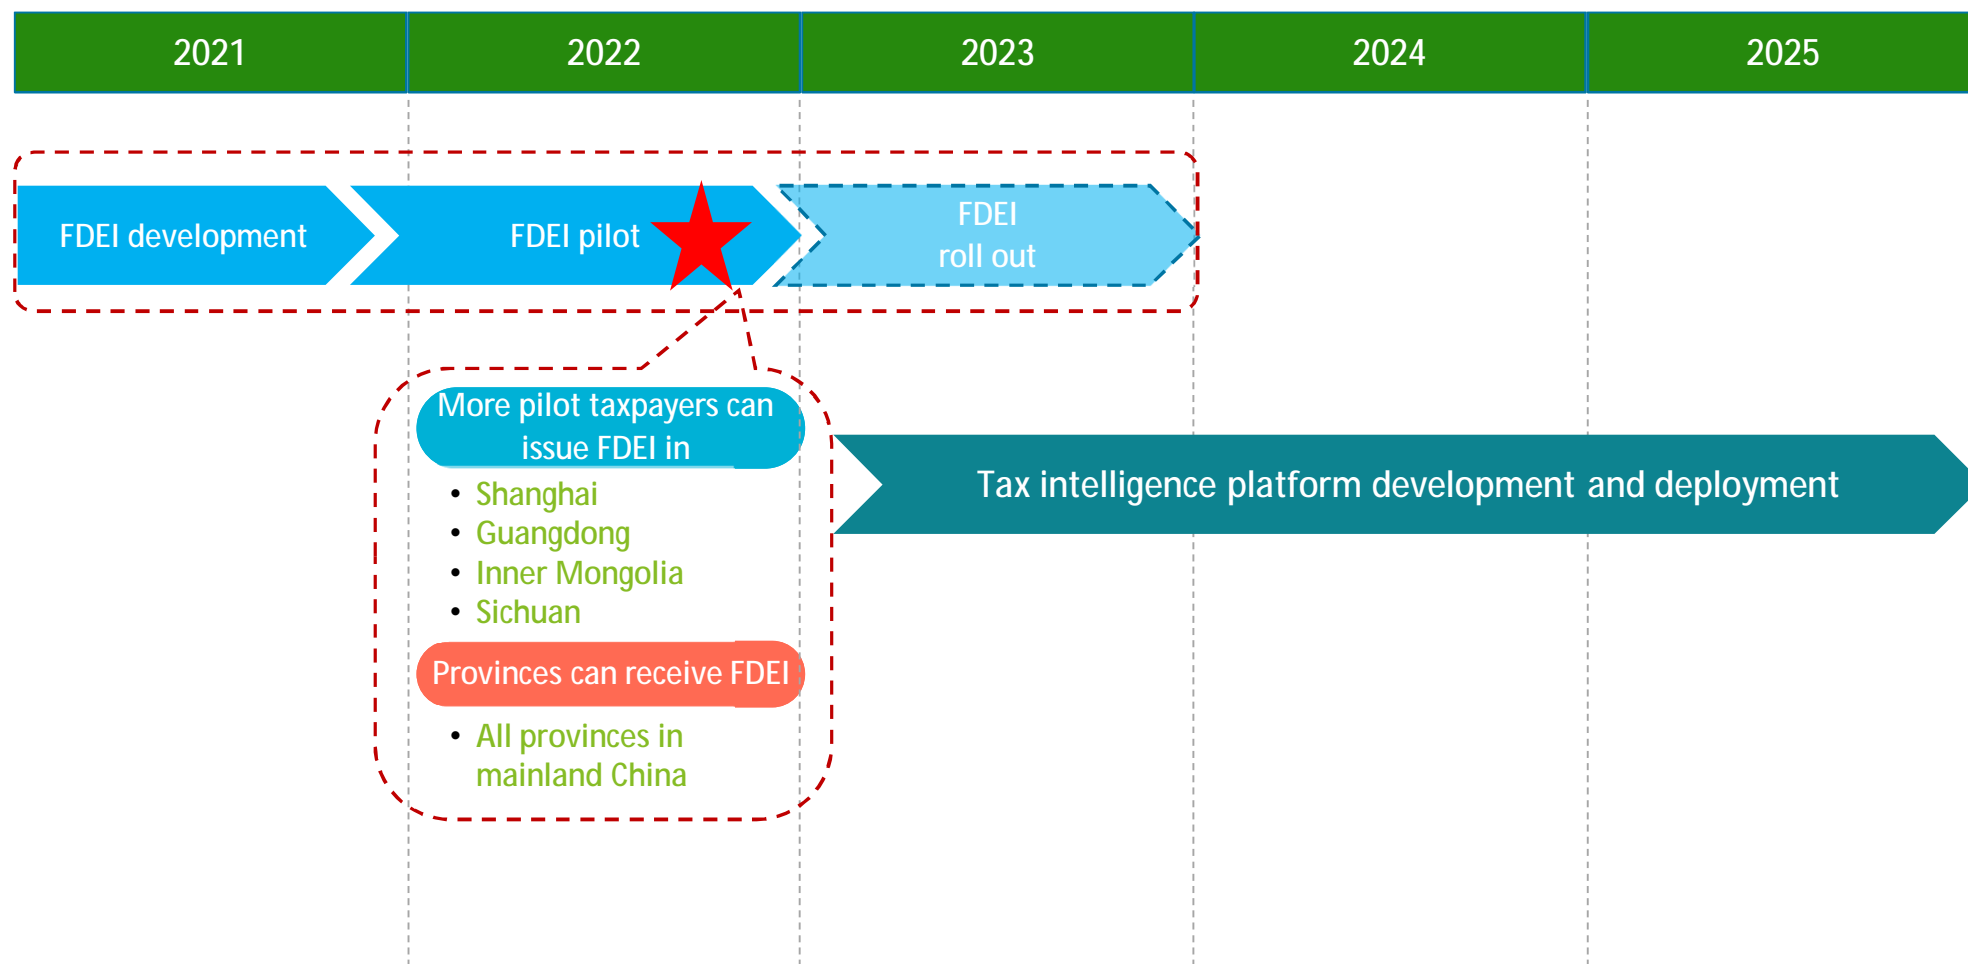 2021
2022
2023
2024
2025
FDEI development
FDEI pilot
FDEI
roll out
More pilot taxpayers can
issue FDEI in
• Shanghai
• Guangdong
• Inner Mongolia
• Sichuan
Provinces can receive FDEI
• All provinces in
mainland China
Tax intelligence platform development and deployment